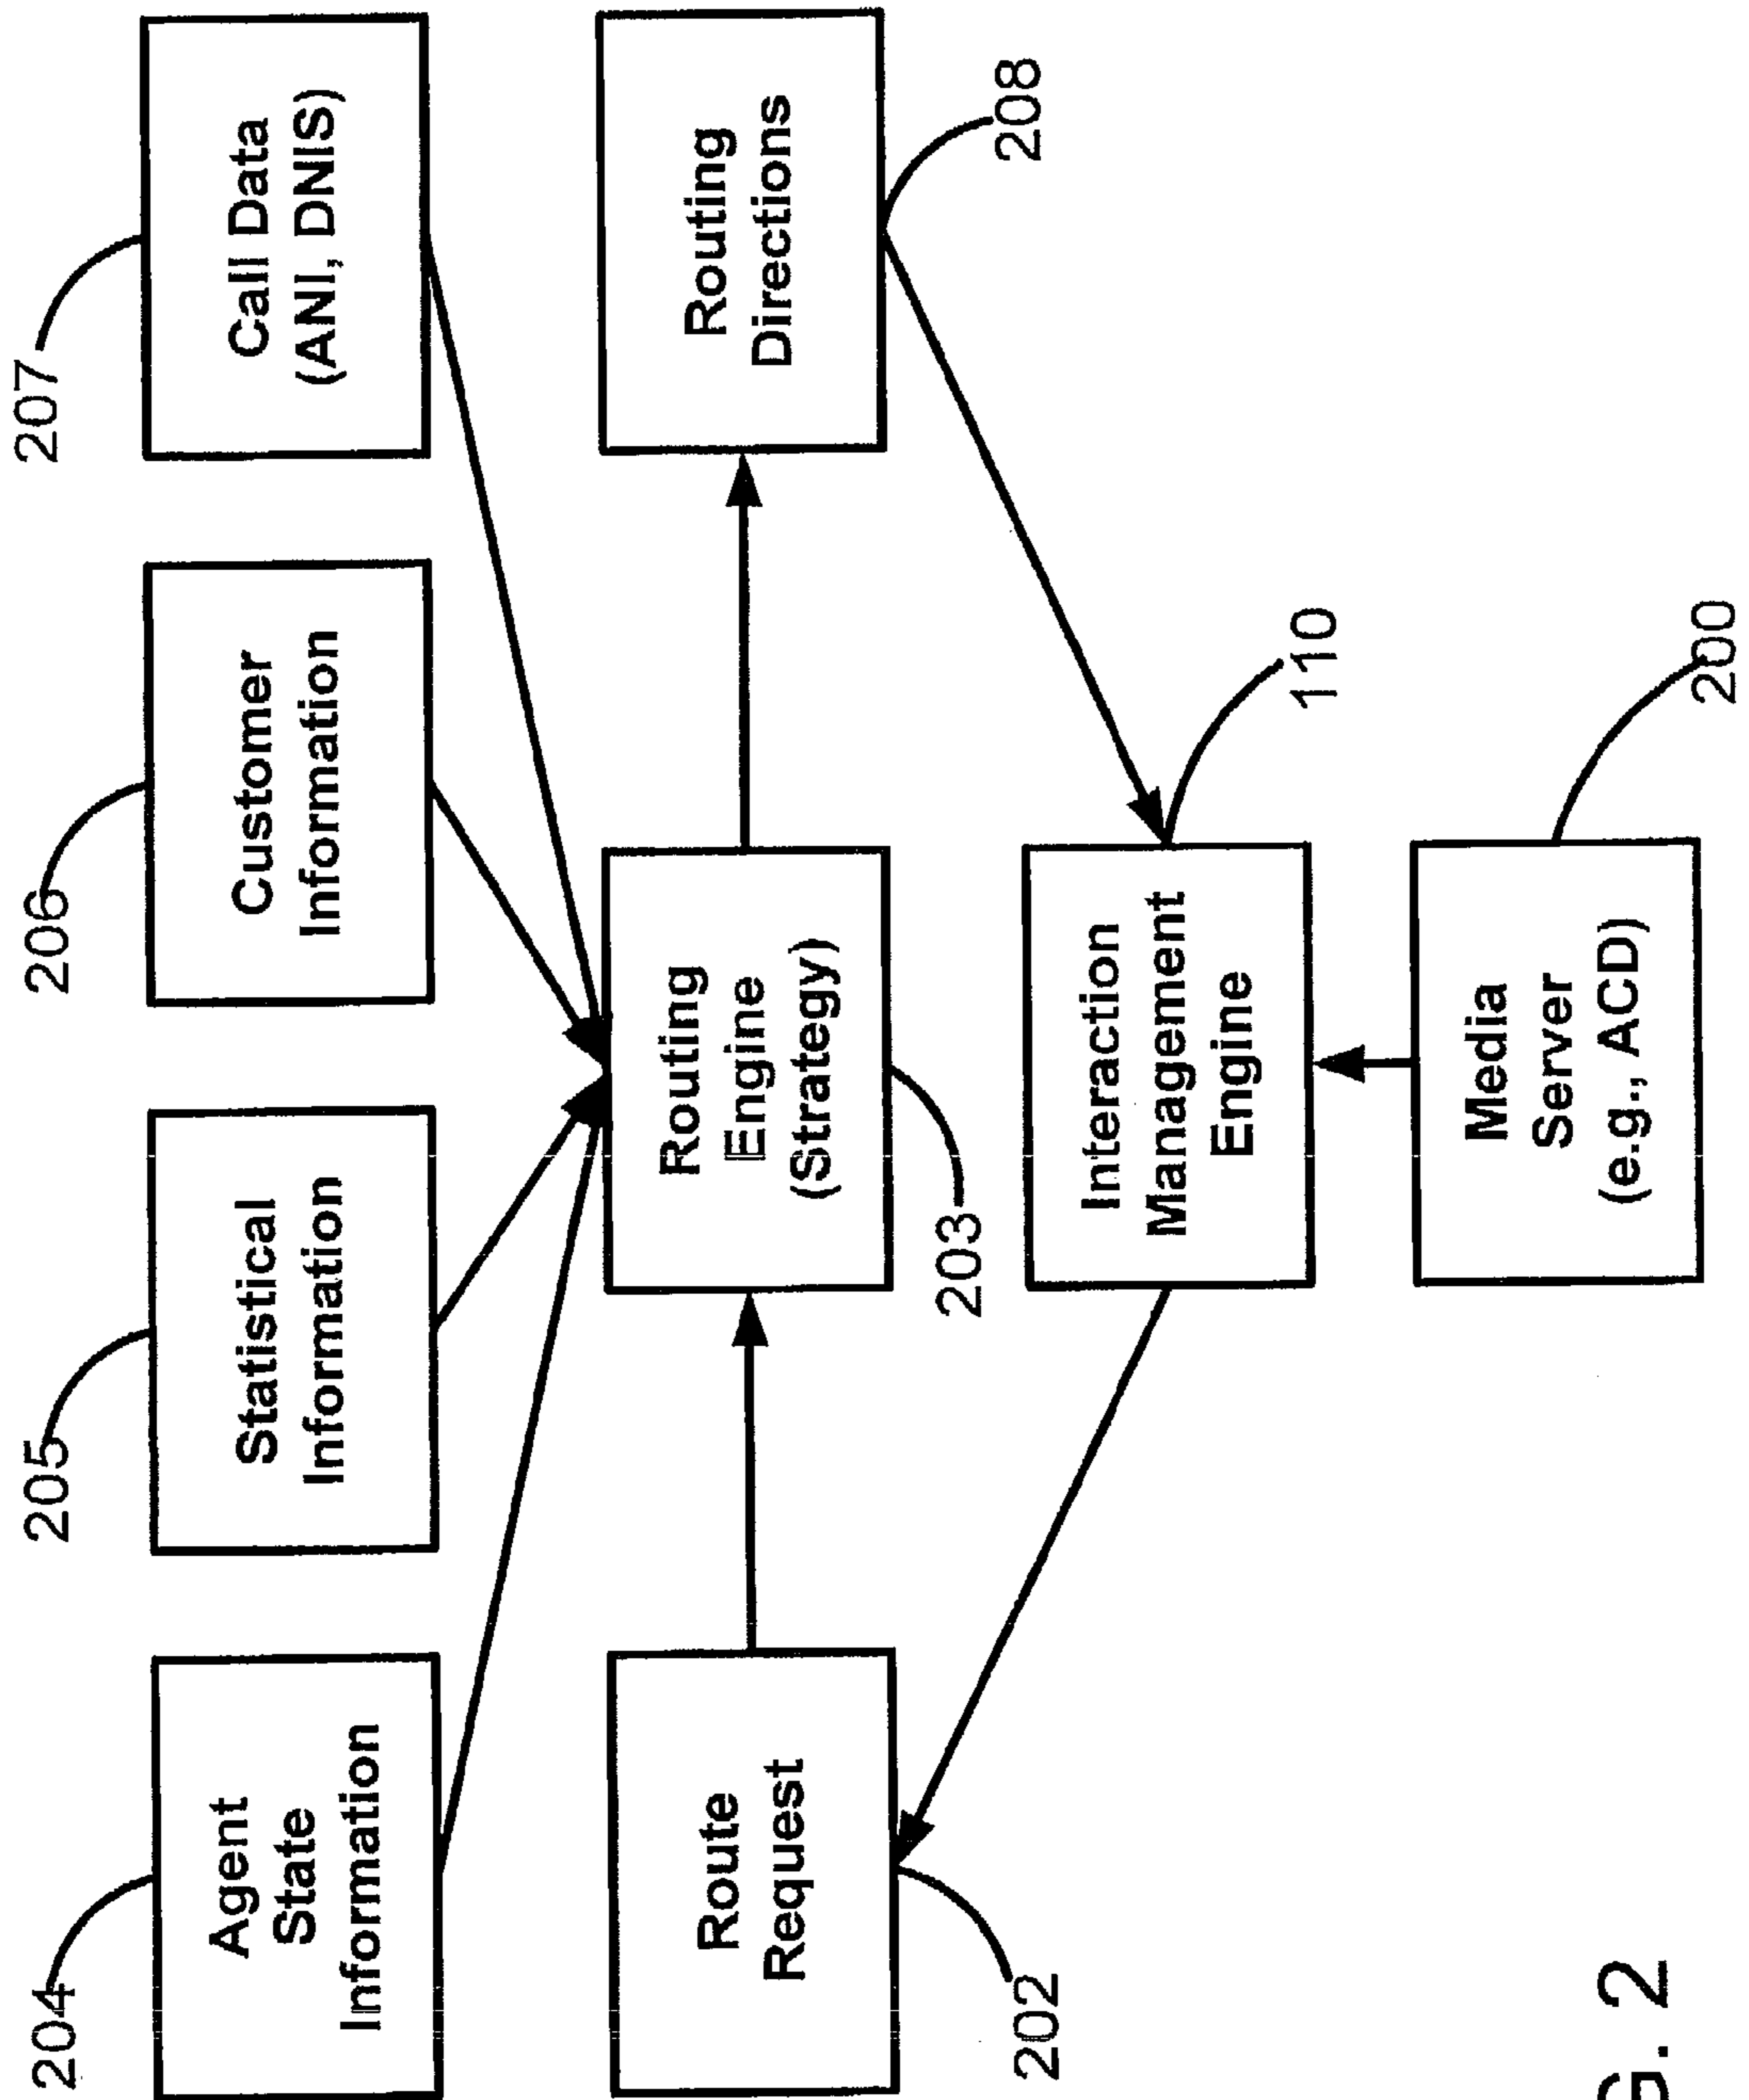 204
205
206
207
Agent
State
Information
Statistical
Information
Customer
Information
Call Data
(ANI, DNIS)
Route
Request
Routing
Engine
(Strategy)
Routing
Directions
202
203
208
Interaction
Management
Engine
110
Media
Server
(e.g., ACD)
200
G. 2